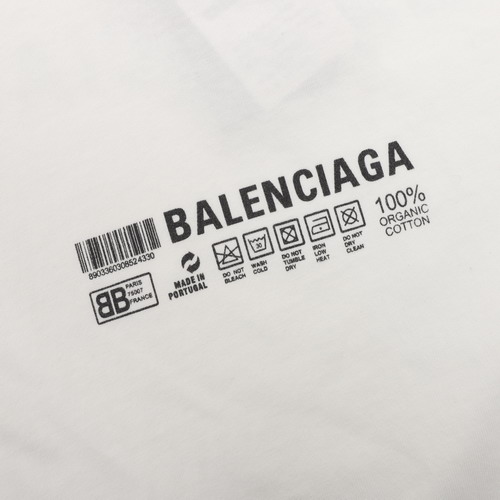 BALENCIAGA
8903360308524330
BB
PARIS
75007
FRANCE
MADE IN
PORTUGAL
DO NOT
BLEACH
30
WASH
COLD
DO NOT
TUMBLE
DRY
IRON
LOW
HEAT
DO NOT
DRY
CLEAN
100%
ORGANIC
COTTON